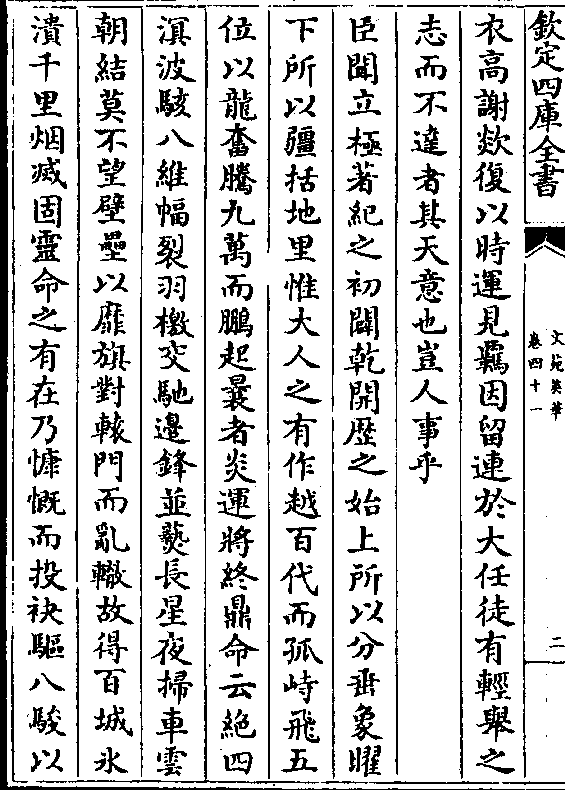 欽定四庫全書
文苑英華
卷四十一
二
衣高謝欻復以時運見羈因留連於大任徒有輕舉之
志而不達者其天意也豈人事乎
臣聞立極著紀之初闢乾開歴之始上所以分垂象曜
下所以疆括地里惟大人之有作越百代而孤峙飛五
位以龍奮騰九萬而鵬起曩者炎運將終鼎命云絶四
溟波駭八維幅裂羽檄交馳邉鋒並爇長星夜掃車雲
朝結莫不望壁壘以靡旗對轅門而亂轍故得百城氷
潰千里烟滅固靈命之有在乃慷慨而投袂驅八駿以